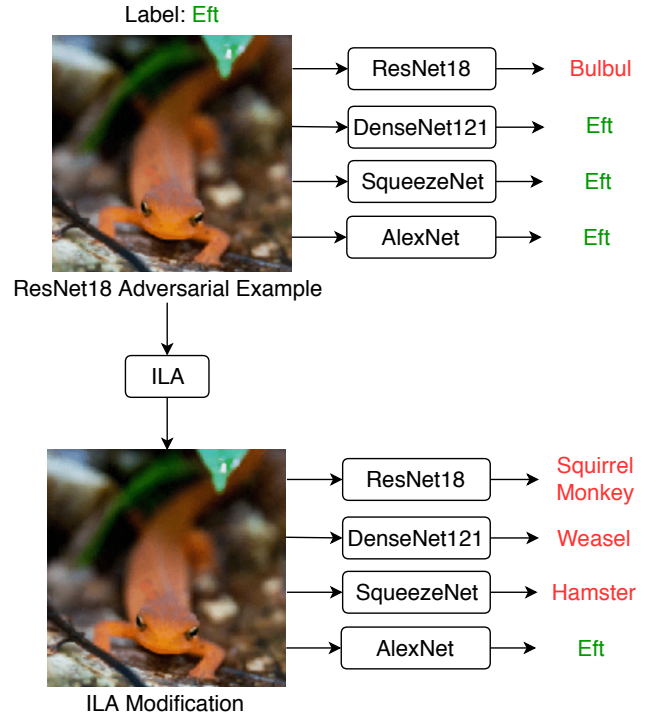 Label: Eft
ResNet18
Bulbul
DenseNet121
Eft
SqueezeNet
Eft
AlexNet
Eft
ResNet18 Adversarial Example
ILA
ResNet18
Squirrel
Monkey
DenseNet121
Weasel
SqueezeNet
Hamster
AlexNet
Eft
ILA Modification